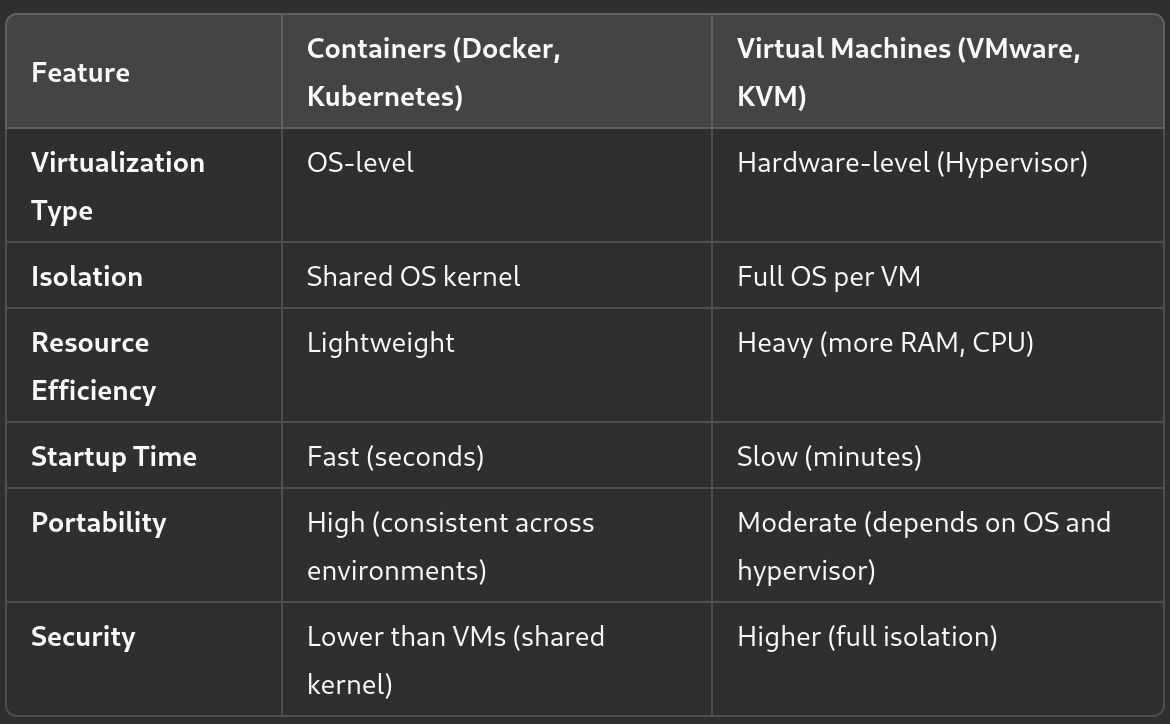 Feature
Containers (Docker,
Kubernetes)
Virtual Machines (VMware,
KVM)
Virtualization
Type
OS-level
Hardware-level (Hypervisor)
Isolation
Shared OS kernel
Full OS per VM
Resource
Efficiency
Lightweight
Heavy (more RAM, CPU)
Startup Time
Fast (seconds)
Slow (minutes)
Portability
High (consistent across
environments)
Moderate (depends on OS and
hypervisor)
Security
Lower than VMs (shared
kernel)
Higher (full isolation)